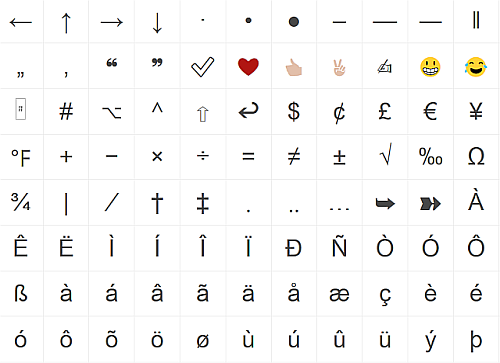 ← ↑ → ↓ · • ● – — — ‖
„ ‚ ❝ ❞ ✓ ❤ 👍 ✌ ✍ 😁 😂
# ⌥ ^ ⇧ ↩ $ ¢ £ € ¥
°F + − × ÷ = ≠ ± √ ‰ Ω
¾ | ⁄ † ‡ . .. … ➥ ➽ À
Ê Ë Ì Í Î Ï Ð Ñ Ò Ó Ô
ß à á â ã ä å æ ç è é
ó ô õ ö ø ù ú û ü ý þ